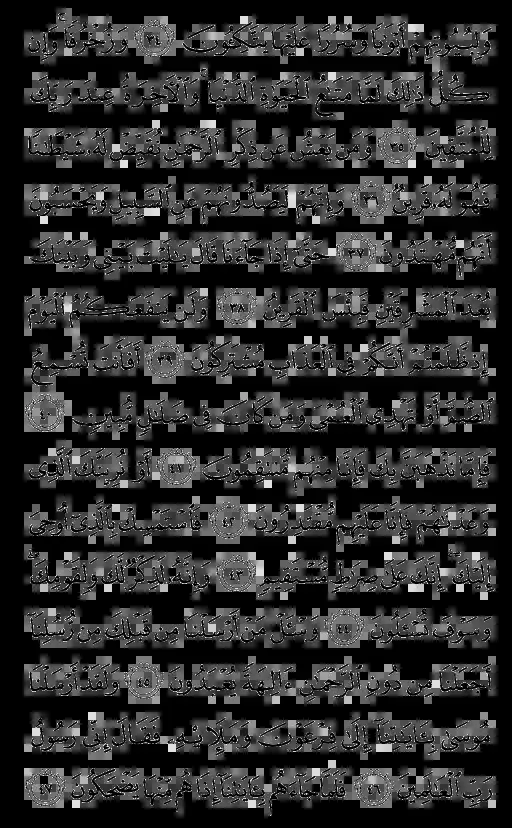 وَلِبُيُوتِهِمْ أَبْوَٰبًا وَسُرُرًا عَلَيْهَا يَتَّكِـُٔونَ ٣٤ وَزُخْرُفًا وَإِن
كُلُّ ذَٰلِكَ لَمَّا مَتَـٰعُ ٱلْحَيَوٰةِ ٱلدُّنْيَا وَٱلْـَٔاخِرَةُ عِندَ رَبِّكَ
لِلْمُتَّقِينَ ٣٥ وَمَن يَعْشُ عَن ذِكْرِ ٱلرَّحْمَـٰنِ نُقَيِّضْ لَهُۥ شَيْطَـٰنًا
فَهُوَ لَهُۥ قَرِينٌ ٣٦ وَإِنَّهُمْ لَيَصُدُّونَهُمْ عَنِ ٱلسَّبِيلِ وَيَحْسَبُونَ
أَنَّهُم مُّهْتَدُونَ ٣٧ حَتَّىٰٓ إِذَا جَآءَنَا قَالَ يَـٰلَيْتَ بَيْنِى وَبَيْنَكَ
بُعْدَ ٱلْمَشْرِقَيْنِ فَبِئْسَ ٱلْقَرِينُ ٣٨ وَلَن يَنفَعَكُمُ ٱلْيَوْمَ
إِذ ظَّلَمْتُمْ أَنَّكُمْ فِى ٱلْعَذَابِ مُشْتَرِكُونَ ٣٩ أَفَأَنتَ تُسْمِعُ
ٱلصُّمَّ أَوْ تَهْدِى ٱلْعُمْىَ وَمَن كَانَ فِى ضَلَـٰلٍ مُّبِينٍ ٤٠
فَإِمَّا نَذْهَبَنَّ بِكَ فَإِنَّا مِنْهُم مُّنتَقِمُونَ ٤١ أَوْ نُرِيَنَّكَ ٱلَّذِى
وَعَدْنَـٰهُمْ فَإِنَّا عَلَيْهِم مُّقْتَدِرُونَ ٤٢ فَٱسْتَمْسِكْ بِٱلَّذِىٓ أُوحِىَ
إِلَيْكَ إِنَّكَ عَلَىٰ صِرَٰطٍ مُّسْتَقِيمٍ ٤٣ وَإِنَّهُۥ لَذِكْرٌ لَّكَ وَلِقَوْمِكَ
وَسَوْفَ تُسْـَٔلُونَ ٤٤ وَسْـَٔلْ مَنْ أَرْسَلْنَا مِن قَبْلِكَ مِن رُّسُلِنَآ
أَجَعَلْنَا مِن دُونِ ٱلرَّحْمَـٰنِ ءَالِهَةً يُعْبَدُونَ ٤٥ وَلَقَدْ أَرْسَلْنَا
مُوسَىٰ بِـَٔايَـٰتِنَآ إِلَىٰ فِرْعَوْنَ وَمَلَإِي۟هِۦ فَقَالَ إِنِّى رَسُولُ
رَبِّ ٱلْعَـٰلَمِينَ ٤٦ فَلَمَّا جَآءَهُم بِـَٔايَـٰتِنَآ إِذَا هُم مِّنْهَا يَضْحَكُونَ ٤٧